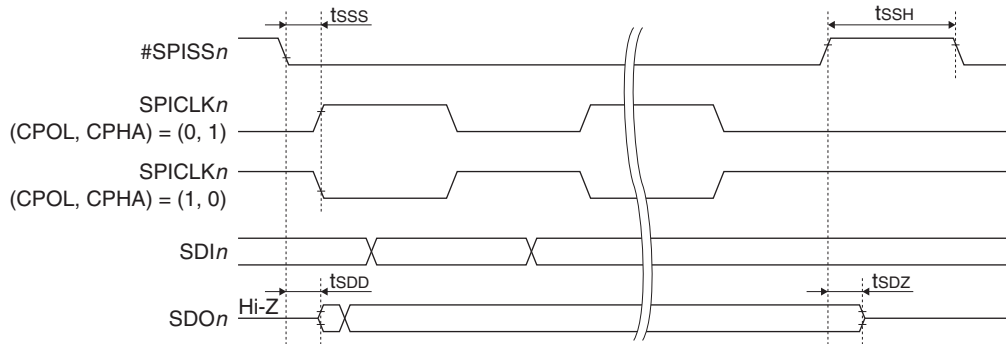 tSSS
tSSH
#SPISSn
SPICLKn
(CPOL, CPHA) = (0, 1)
SPICLKn
(CPOL, CPHA) = (1, 0)
SDIn
tSDD
tSDZ
Hi-Z
SDOn